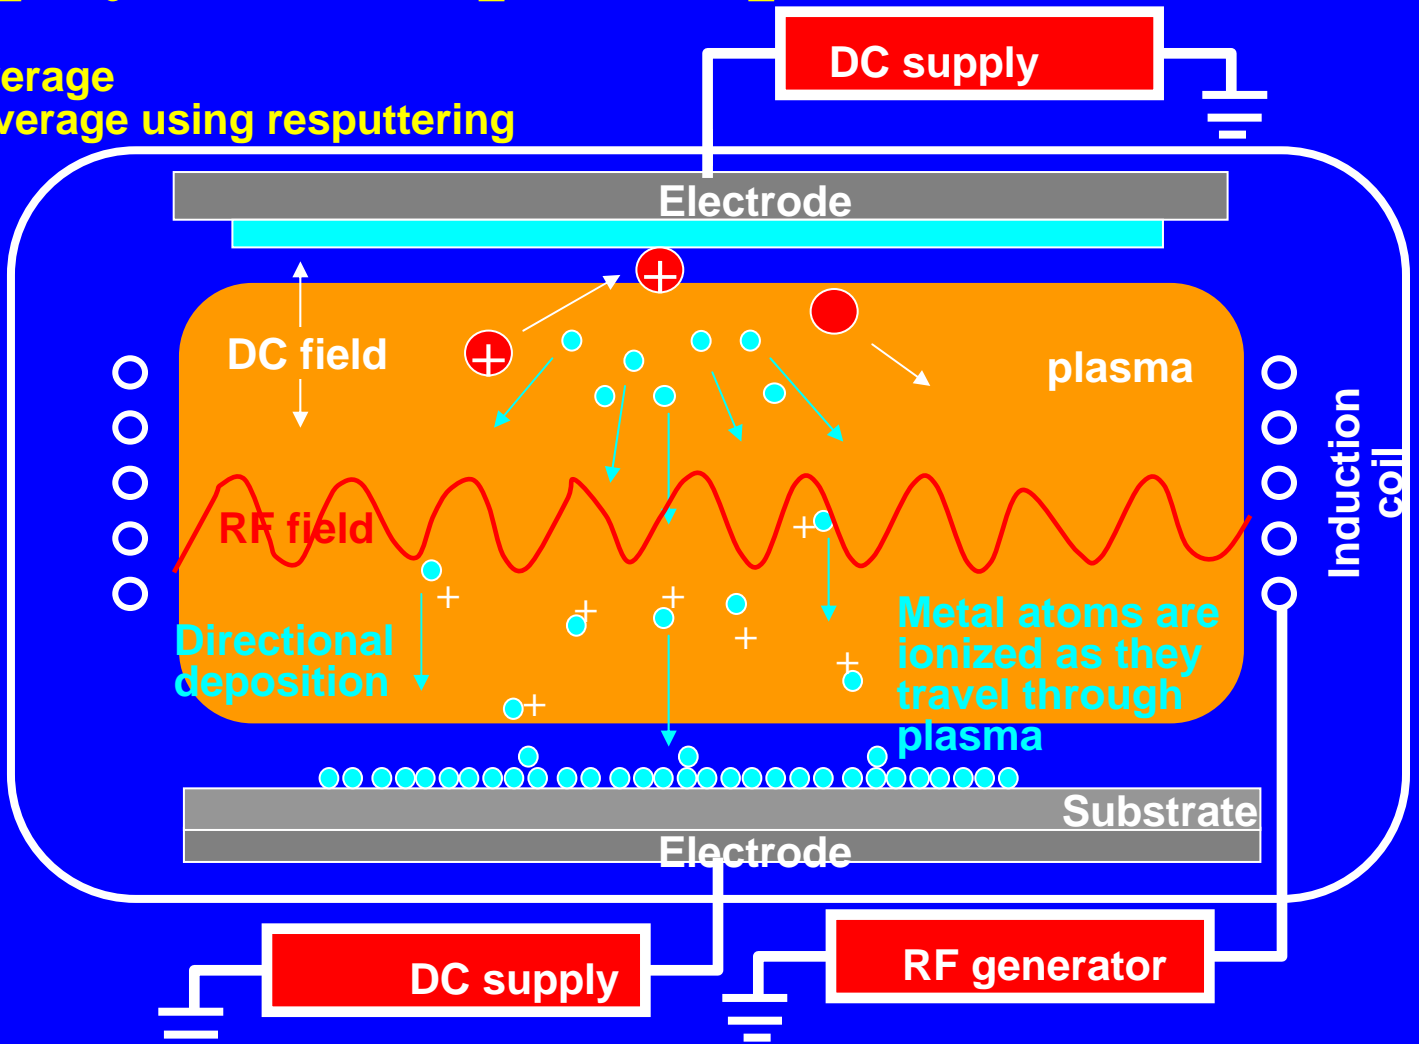 erage
verage using resputtering
DC supply
Electrode
DC field
plasma
RF field
Induction
coil
Directional
deposition
Metal atoms are
ionized as they
travel through
plasma
Substrate
Electrode
DC supply
RF generator